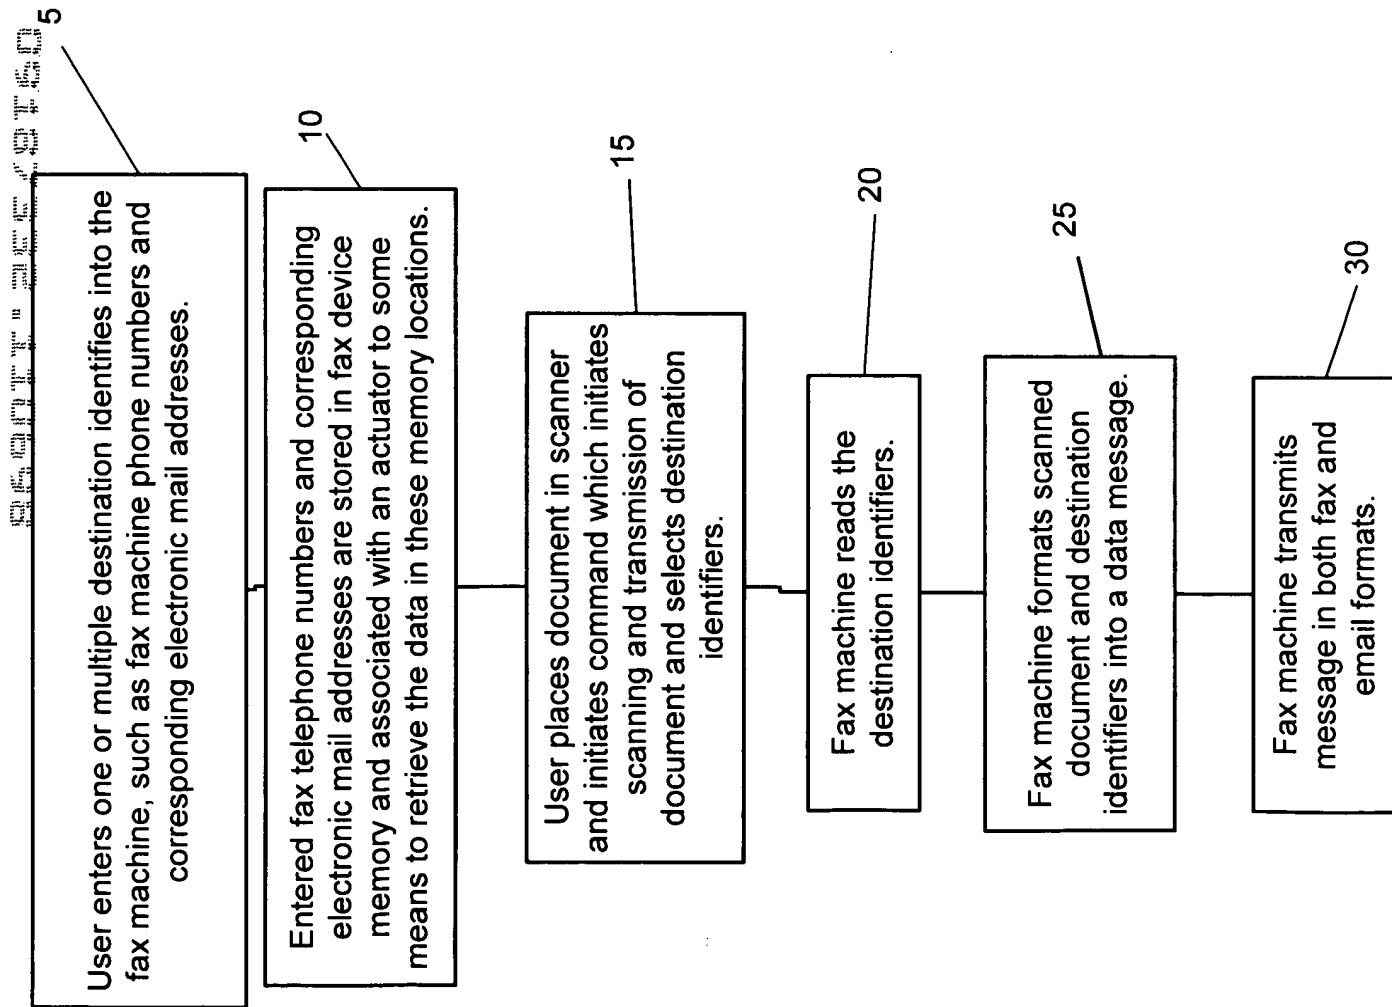 5
User enters one or multiple destination identifies into the
fax machine, such as fax machine phone numbers and
corresponding electronic mail addresses.
10
Entered fax telephone numbers and corresponding
electronic mail addresses are stored in fax device
memory and associated with an actuator to some
means to retrieve the data in these memory locations.
15
User places document in scanner
and initiates command which initiates
scanning and transmission of
document and selects destination
identifiers.
20
Fax machine reads the
destination identifiers.
25
Fax machine formats scanned
document and destination
identifiers into a data message.
30
Fax machine transmits
message in both fax and
email formats.